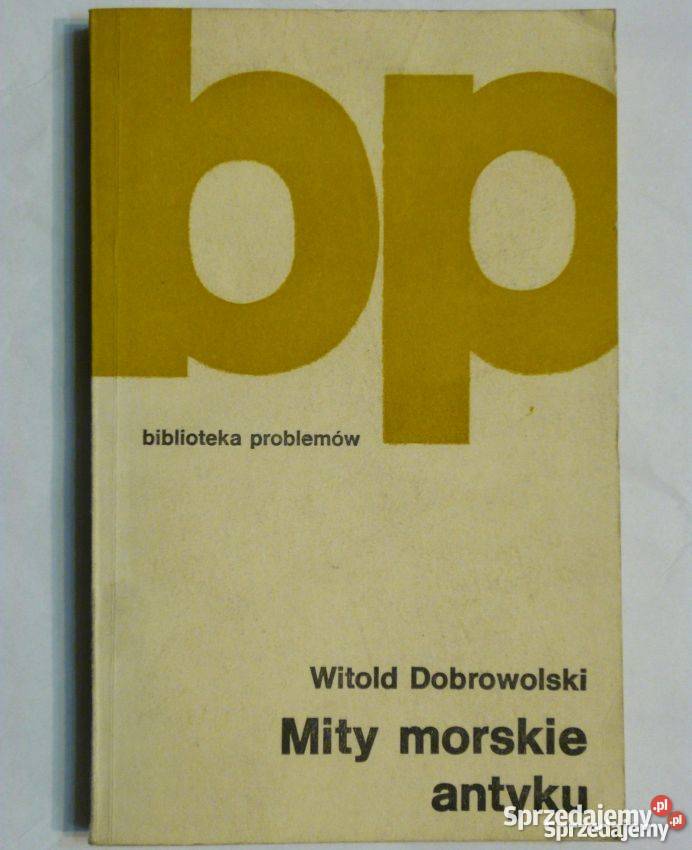 bp
biblioteka problemów
Witold Dobrowolski
Mity morskie
antyku
Sprzedajemy.pl
Sprzedajemy.pl